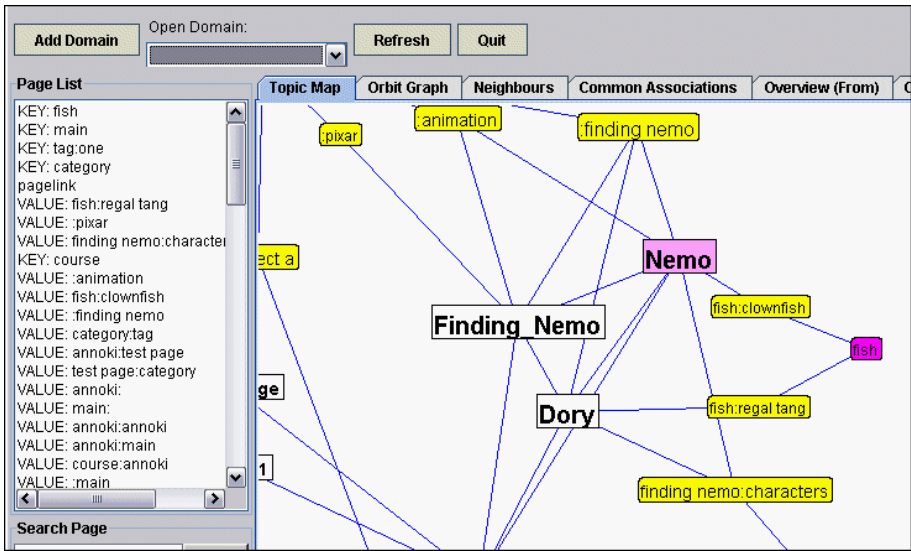 Add Domain
Open Domain:
Refresh
Quit
Page List
KEY: fish
KEY: main
KEY: tag:one
KEY: category
pagelink
VALUE: fish:regal tang
VALUE: :pixar
VALUE: finding nemo:character
KEY: course
VALUE: :animation
VALUE: fish:clownfish
VALUE: :finding nemo
VALUE: category:tag
VALUE: annoki:test page
VALUE: test page:category
VALUE: annoki:
VALUE: main:
VALUE: annoki:annoki
VALUE: annoki:main
VALUE: course:annoki
VALUE: :main
Search Page
Topic Map
Orbit Graph
Neighbours
Common Associations
Overview (From)
:pixar
:animation
:finding nemo
ect a
Nemo
fish:clownfish
Finding_Nemo
fish
ge
Dory
fish:regal tang
1
finding nemo:characters